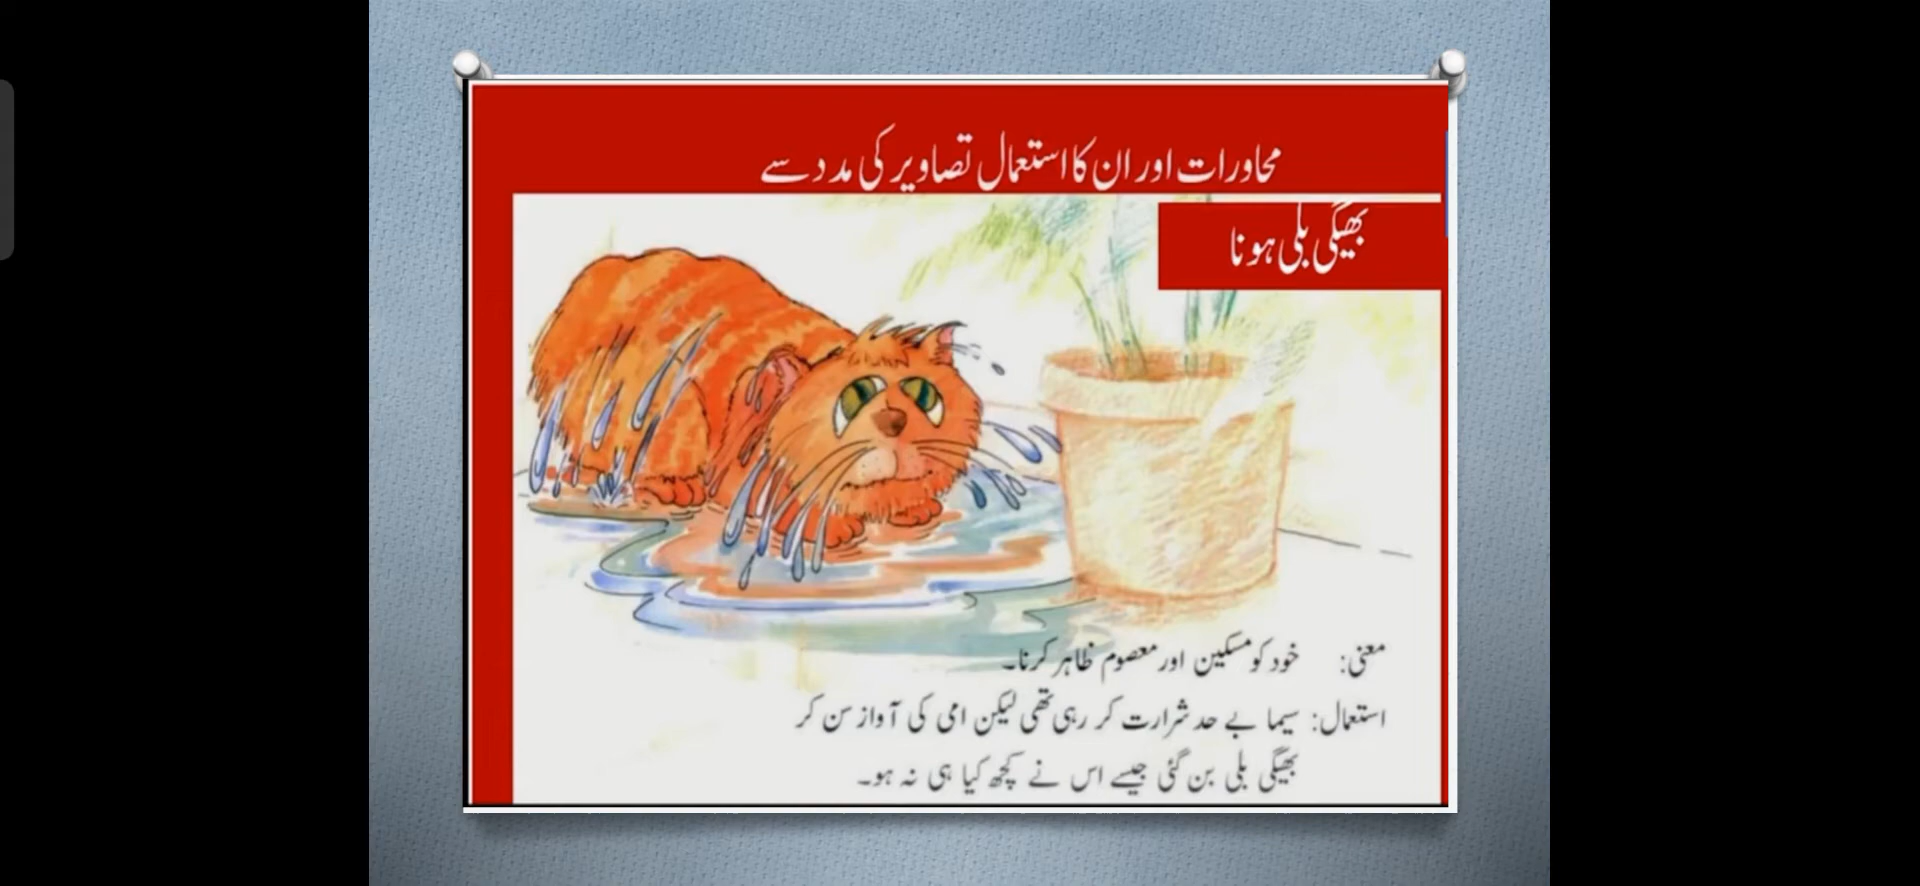 محاورات اور ان کا استعمال تصاویر کی مدد سے
بھیگی بلی ہونا
معنی: خود کو مسکین اور معصوم ظاہر کرنا۔
استعمال: سیما بے حد شرارت کر رہی تھی لیکن امی کی آواز سن کر
بھیگی بلی بن گئی جیسے اس نے کچھ کیا ہی نہ ہو۔